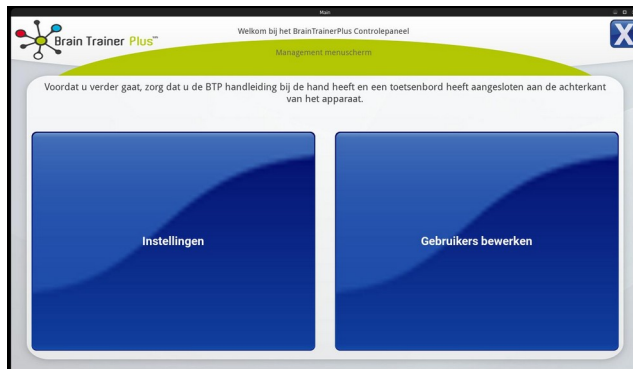 Main
Brain Trainer Plus™
Welkom bij het BrainTrainerPlus Controlepaneel
Management menuscherm
X
Voordat u verder gaat, zorg dat u de BTP handleiding bij de hand heeft en een toetsenbord heeft aangesloten aan de achterkant
van het apparaat.
Instellingen
Gebruikers bewerken